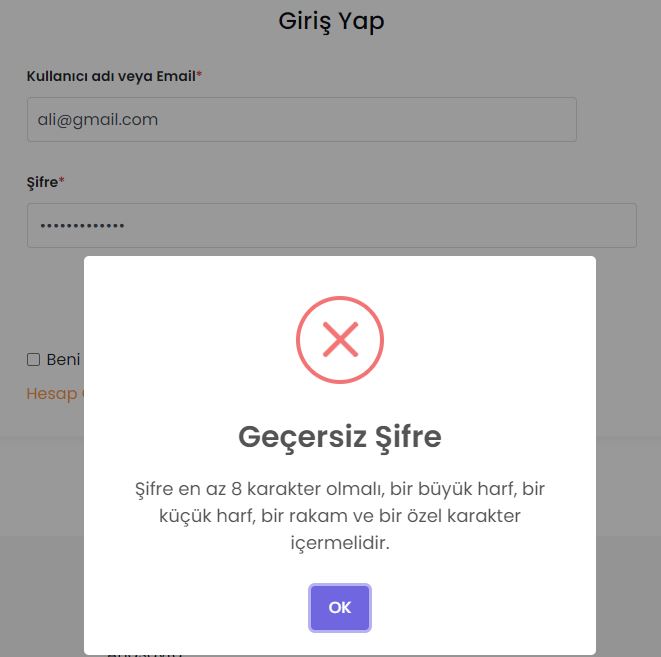 Giriş Yap
Kullanıcı adı veya Email*
ali@gmail.com
Şifre*
Beni
Hesap
Geçersiz Şifre
Şifre en az 8 karakter olmalı, bir büyük harf, bir
küçük harf, bir rakam ve bir özel karakter
içermelidir.
OK